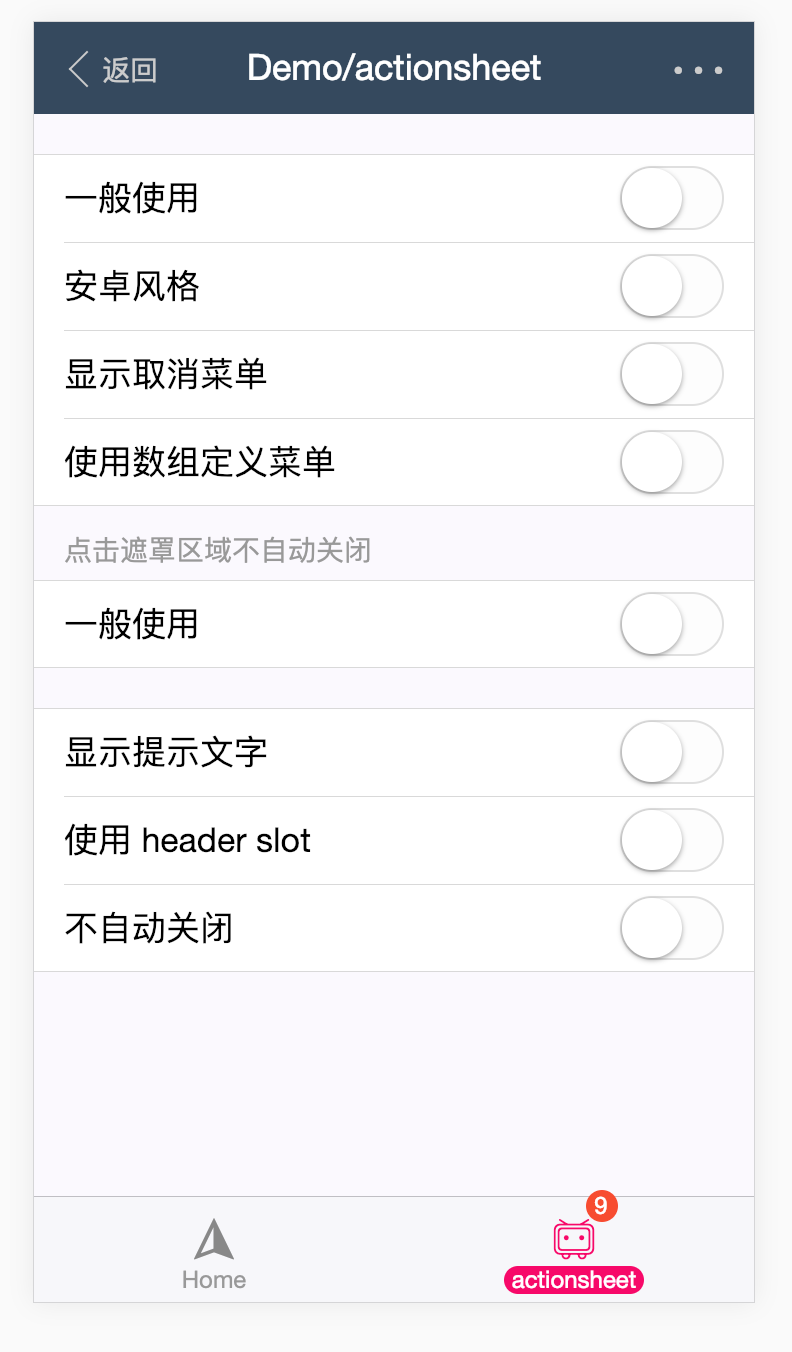 返回
Demo/actionsheet
一般使用
安卓风格
显示取消菜单
使用数组定义菜单
点击遮罩区域不自动关闭
一般使用
显示提示文字
使用 header slot
不自动关闭
9
Home
actionsheet